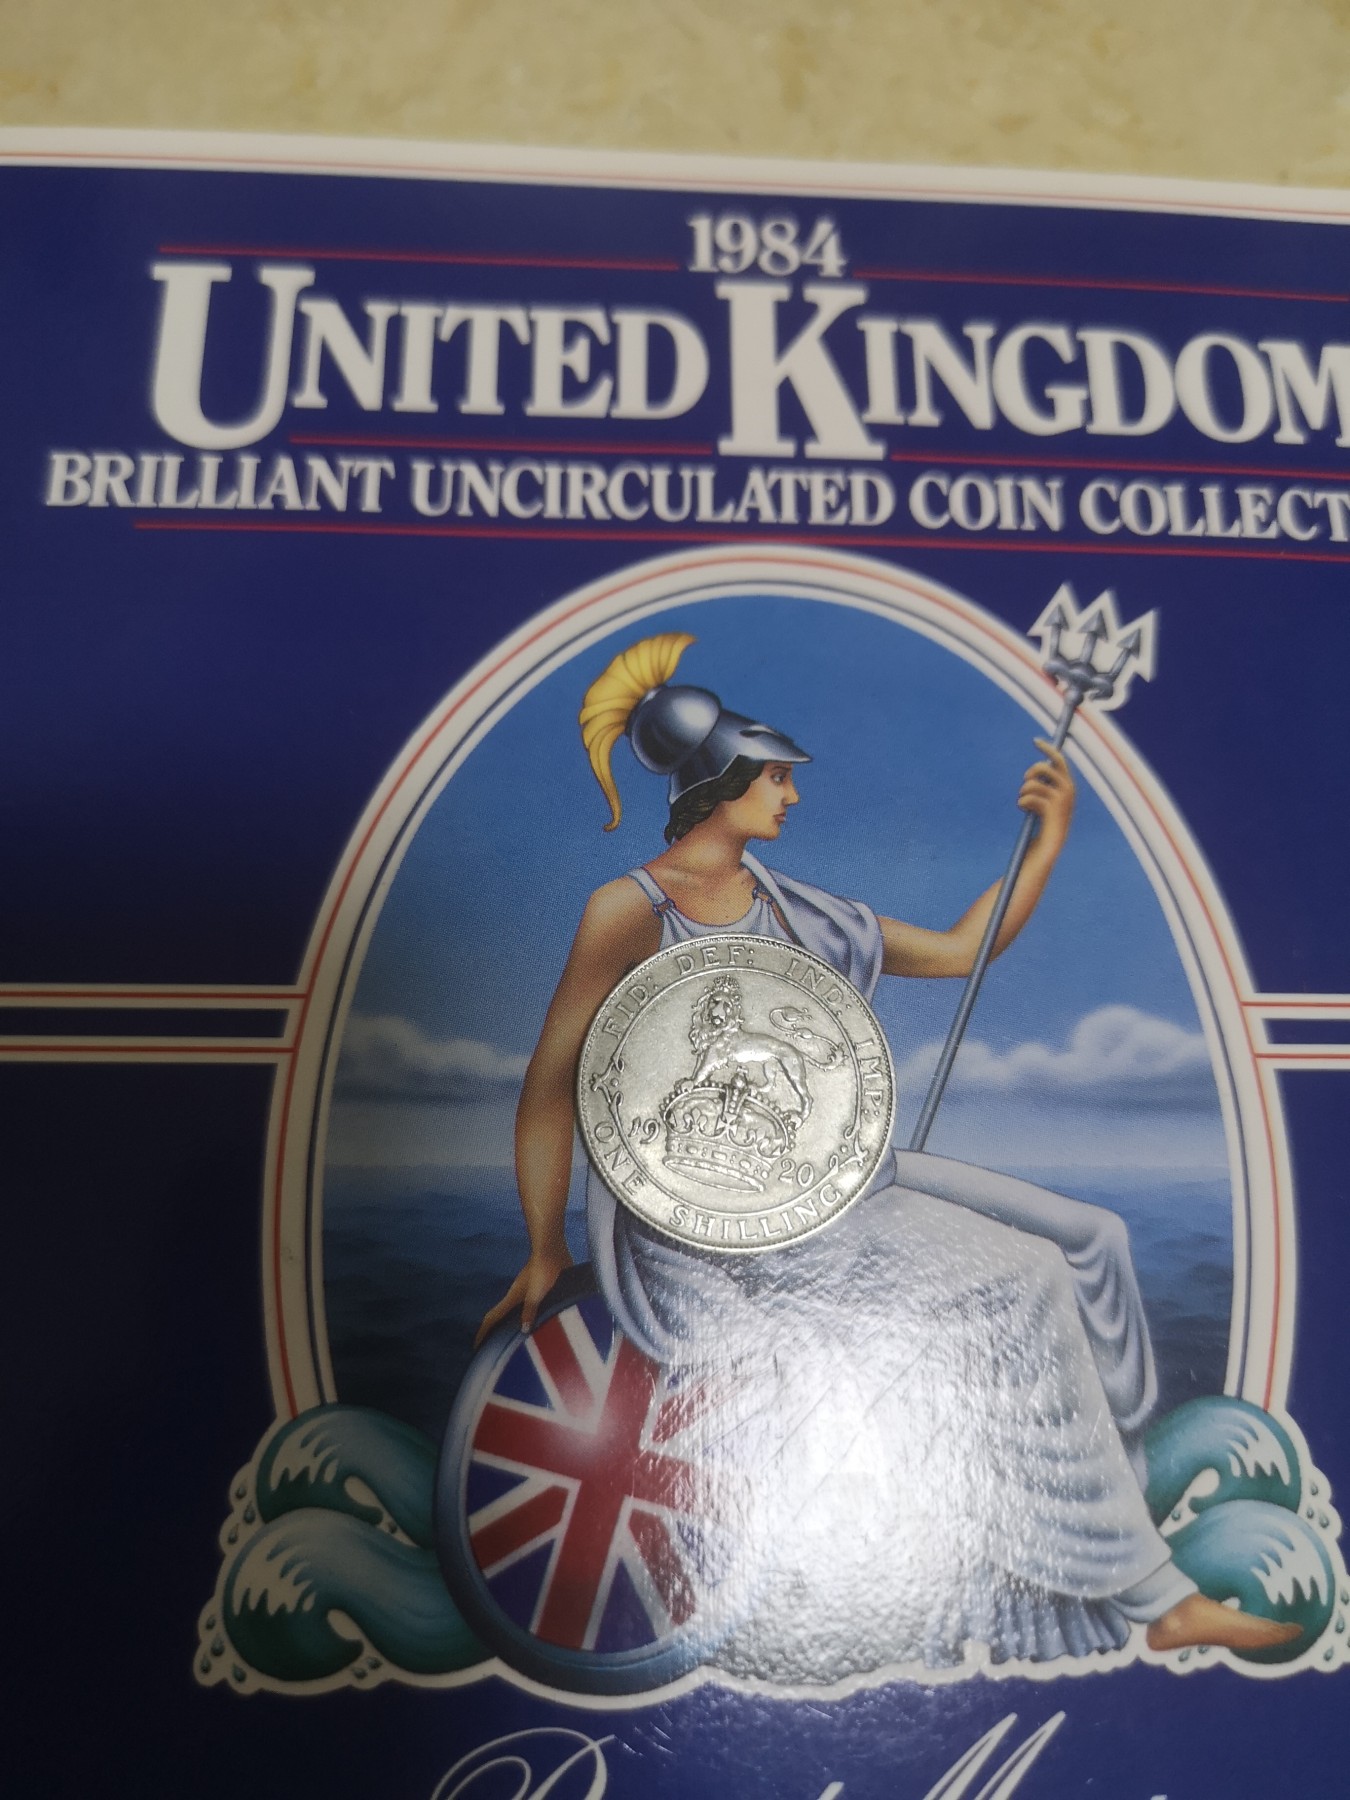 1984
UNITED KINGDOM
BRILLIANT UNCIRCULATED COIN COLLECT
FID: DEF: IND: IMP:
19 20
ONE SHILLING